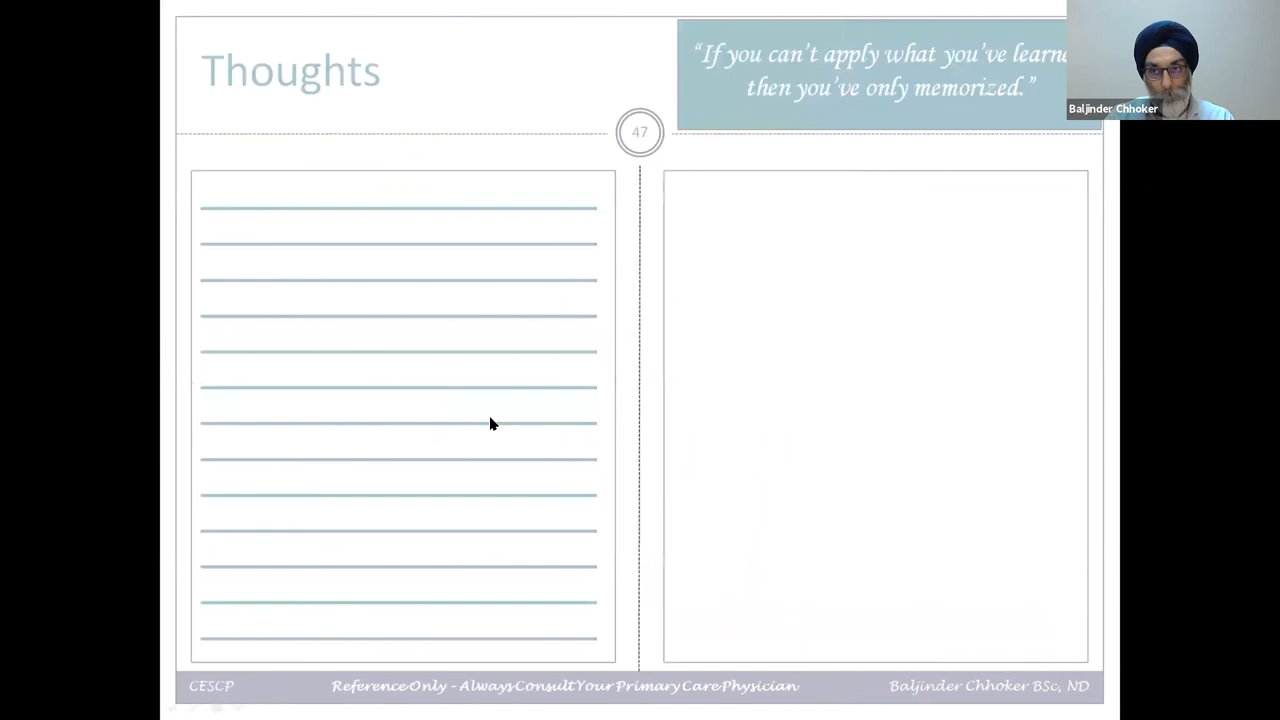 Thoughts
“If you can’t apply what you’ve learne
then you’ve only memorized.”
Baljinder Chhoker
47
CESCP
Reference Only - Always Consult Your Primary Care Physician
Baljinder Chhoker BSc, ND